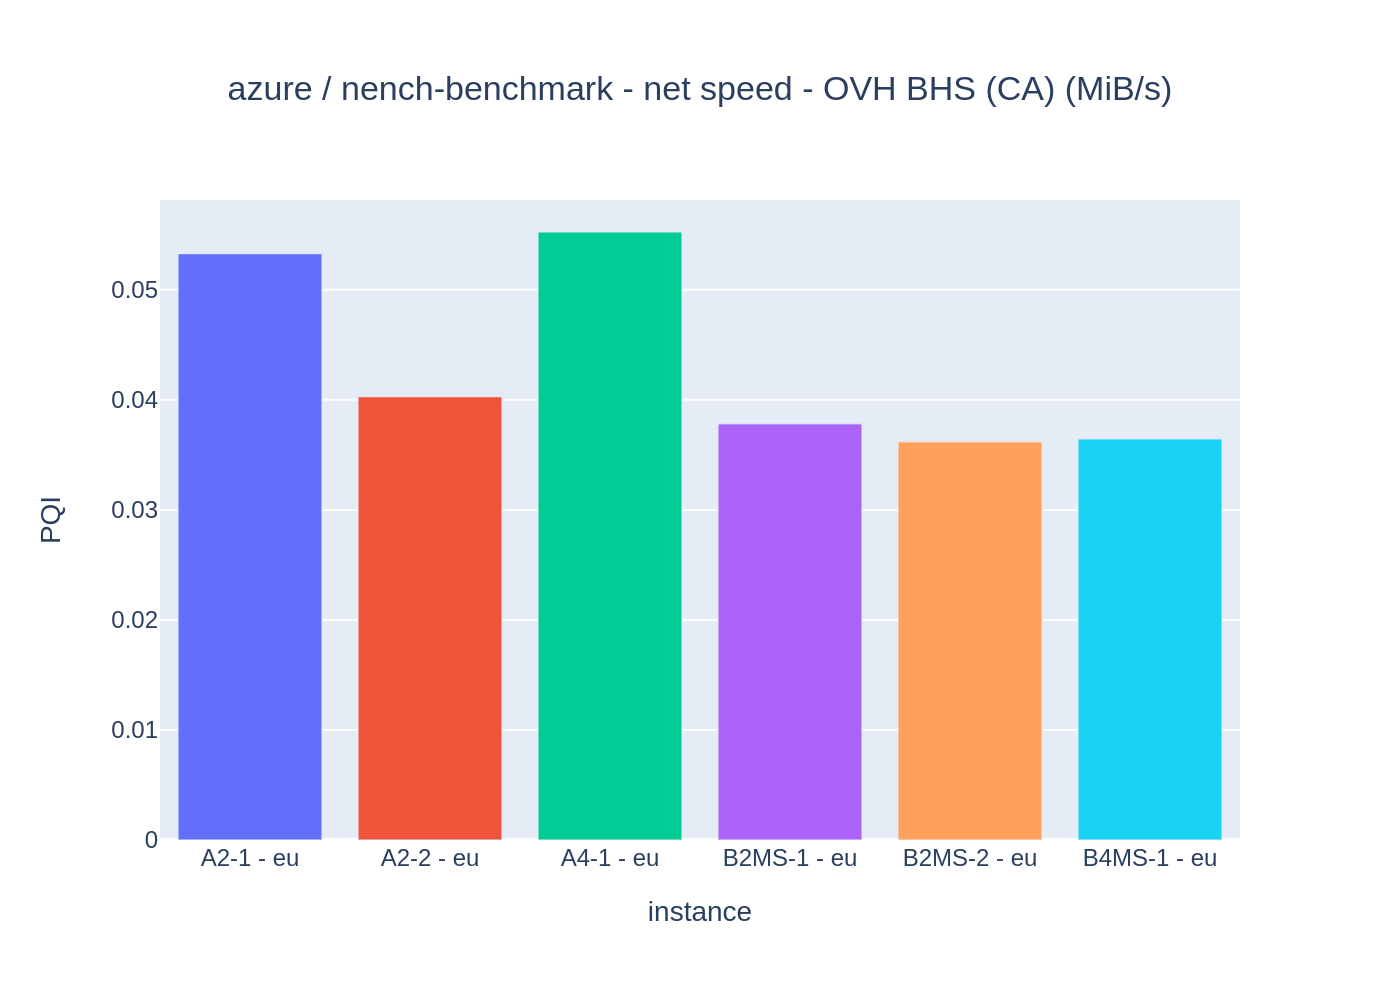 azure / nench-benchmark - net speed - OVH BHS (CA) (MiB/s)
PQI
0.05
0.04
0.03
0.02
0.01
0
A2-1 - eu
A2-2 - eu
A4-1 - eu
B2MS-1 - eu
B2MS-2 - eu
B4MS-1 - eu
instance